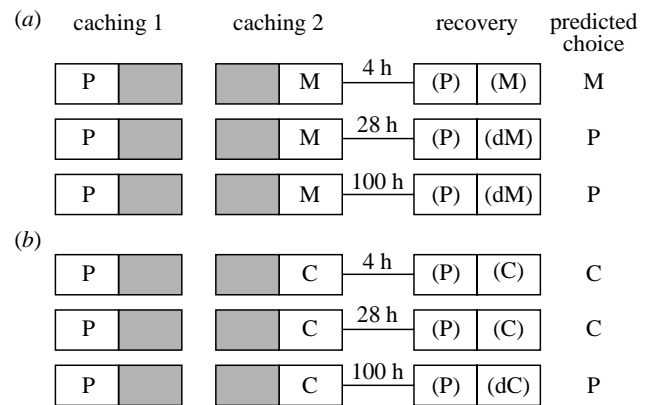 (a) caching 1 caching 2 recovery predicted choice
P M 4 h (P) (M) M
P M 28 h (P) (dM) P
P M 100 h (P) (dM) P
(b)
P C 4 h (P) (C) C
P C 28 h (P) (C) C
P C 100 h (P) (dC) P